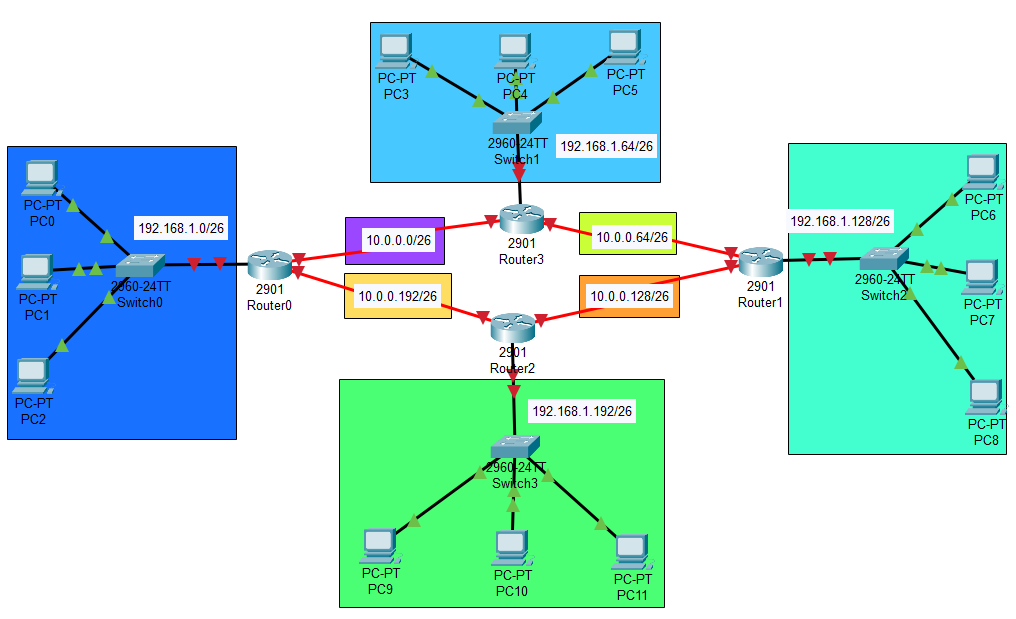 PC-PT
PC3
PC-PT
PC4
PC-PT
PC5
2960-24TT
Switch1
192.168.1.64/26
PC-PT
PC0
192.168.1.0/26
PC-PT
PC1
2960-24TT
Switch0
PC-PT
PC2
2901
Router0
10.0.0.0/26
10.0.0.192/26
2901
Router3
10.0.0.64/26
10.0.0.128/26
2901
Router2
2901
Router1
192.168.1.128/26
PC-PT
PC6
2960-24TT
Switch2
PC-PT
PC7
PC-PT
PC8
192.168.1.192/26
2960-24TT
Switch3
PC-PT
PC9
PC-PT
PC10
PC-PT
PC11